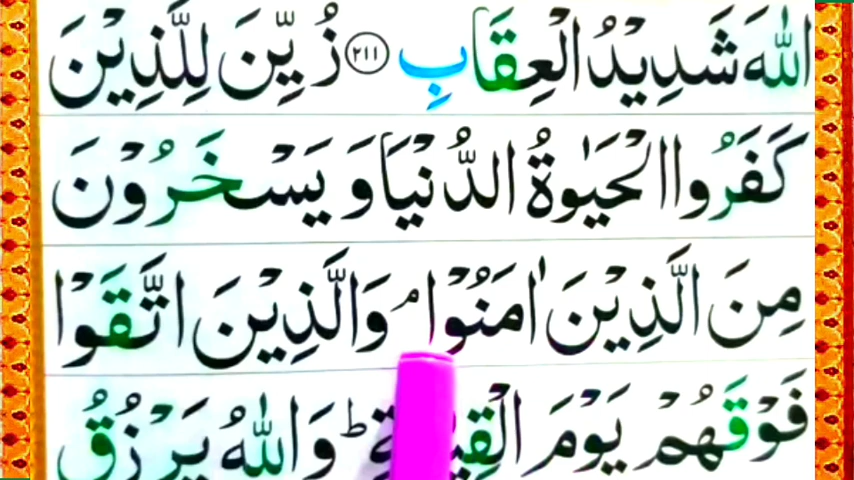 اللّٰهَ شَدِيْدُ الْعِقَابِ ﴿٢١١﴾ زُيِّنَ لِلَّذِيْنَ
كَفَرُوا الْحَيٰوةُ الدُّنْيَا وَ يَسْخَرُوْنَ
مِنَ الَّذِيْنَ اٰمَنُوْا ۘ وَالَّذِيْنَ اتَّقَوْا
فَوْقَهُمْ يَوْمَ وَاللّٰهُ يَرْزُقُ